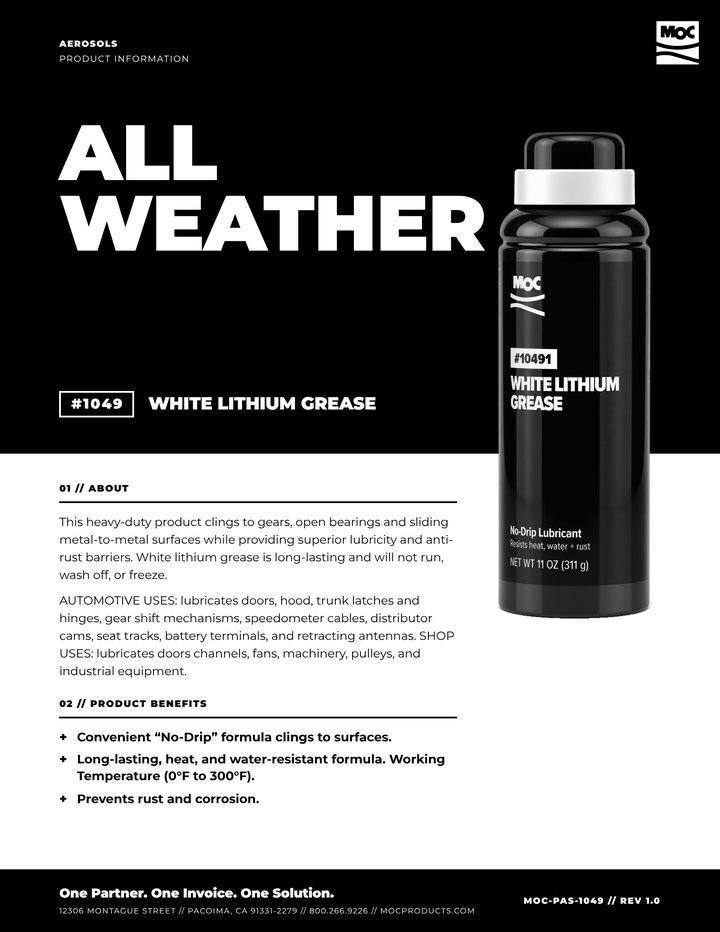 AEROSOLS
PRODUCT INFORMATION
MOC
ALL
WEATHER
#1049 WHITE LITHIUM GREASE
MOC
#10491
WHITE LITHIUM
GREASE
No-Drip Lubricant
Resists heat, water + rust
NET WT 11 OZ (311 g)
01 // ABOUT
This heavy-duty product clings to gears, open bearings and sliding
metal-to-metal surfaces while providing superior lubricity and anti-
rust barriers. White lithium grease is long-lasting and will not run,
wash off, or freeze.
AUTOMOTIVE USES: lubricates doors, hood, trunk latches and
hinges, gear shift mechanisms, speedometer cables, distributor
cams, seat tracks, battery terminals, and retracting antennas. SHOP
USES: lubricates doors channels, fans, machinery, pulleys, and
industrial equipment.
02 // PRODUCT BENEFITS
+ Convenient “No-Drip” formula clings to surfaces.
+ Long-lasting, heat, and water-resistant formula. Working
Temperature (0°F to 300°F).
+ Prevents rust and corrosion.
One Partner. One Invoice. One Solution.
12306 MONTAGUE STREET // PACOIMA, CA 91331-2279 // 800.266.9226 // MOCPRODUCTS.COM
MOC-PAS-1049 // REV 1.0